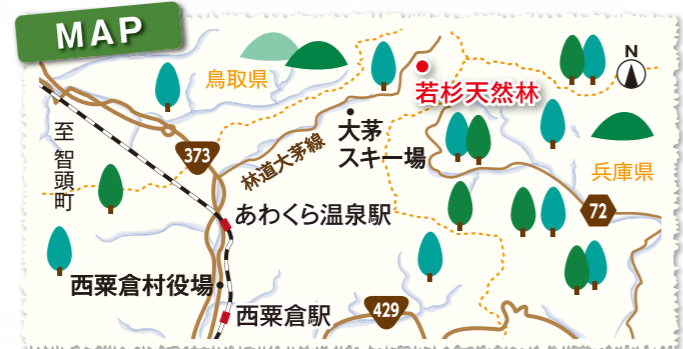 MAP
N
鳥取県
若杉天然林
至 智頭町
大茅
スキー場
373
林道大茅線
兵庫県
72
あわくら温泉駅
西粟倉村役場
西粟倉駅
429